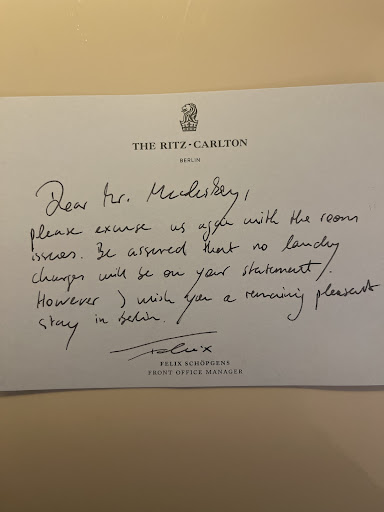 THE RITZ · CARLTON
BERLIN
Dear Mr.
please excuse us again with the room
issues. Be assured that no laundry
charges will be on your statement.
However I wish you a remaining pleasant
stay in Berlin.
Felix
FELIX SCHÖPGENS
FRONT OFFICE MANAGER